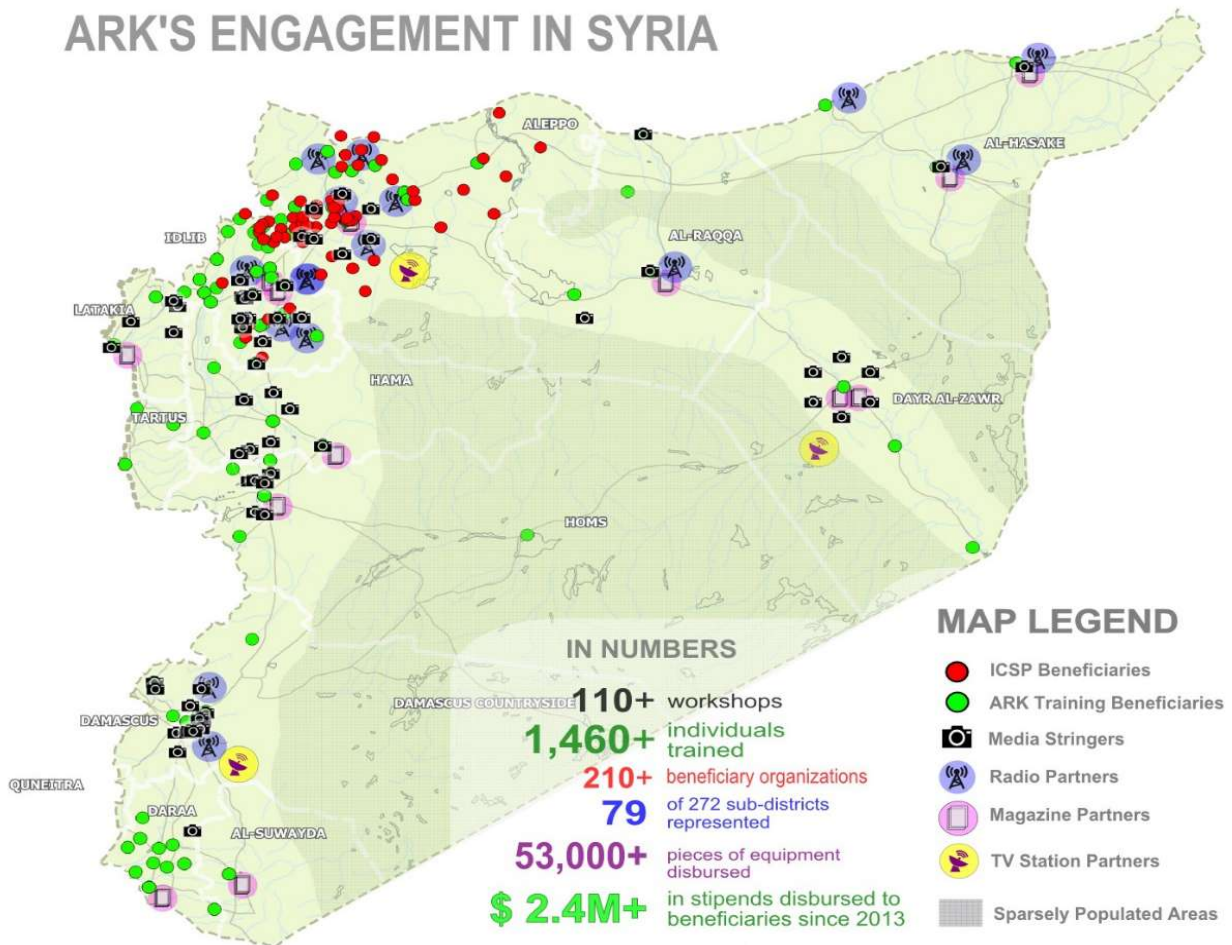 ARK'S ENGAGEMENT IN SYRIA
ALEPPO
AL-HASAKE
IDLIB
AL-RAQQA
LATAKIA
HAMA
DAYR AL-ZAWR
TARTUS
HOMS
DAMASCUS COUNTRYSIDE
DAMASCUS
QUNEITRA
DARAA
AL-SUWAYDA
IN NUMBERS
110+ workshops
1,460+ individuals
trained
210+ beneficiary organizations
79 of 272 sub-districts
represented
53,000+ pieces of equipment
disbursed
$ 2.4M+ in stipends disbursed to
beneficiaries since 2013
MAP LEGEND
ICSP Beneficiaries
ARK Training Beneficiaries
Media Stringers
Radio Partners
Magazine Partners
TV Station Partners
Sparsely Populated Areas